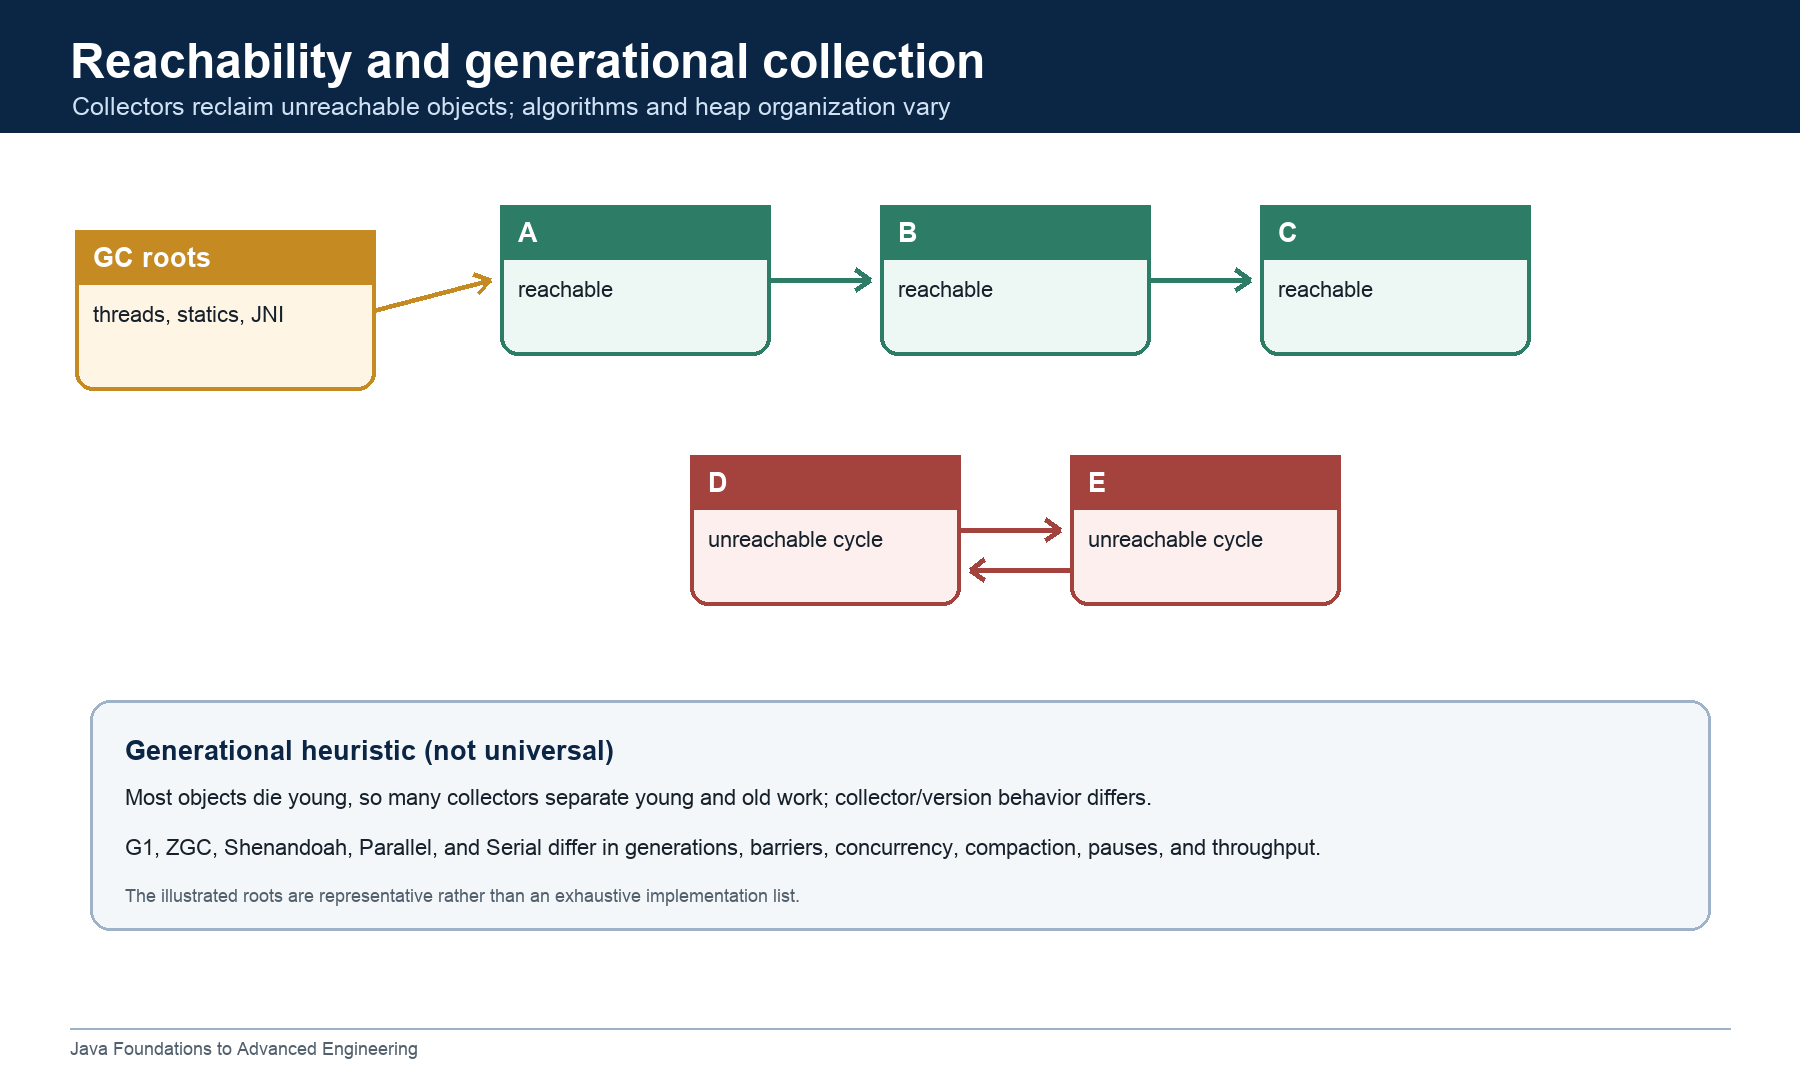 Reachability and generational collection
Collectors reclaim unreachable objects; algorithms and heap organization vary
GC roots
threads, statics, JNI
A
reachable
B
reachable
C
reachable
D
unreachable cycle
E
unreachable cycle
Generational heuristic (not universal)
Most objects die young, so many collectors separate young and old work; collector/version behavior differs.
G1, ZGC, Shenandoah, Parallel, and Serial differ in generations, barriers, concurrency, compaction, pauses, and throughput.
The illustrated roots are representative rather than an exhaustive implementation list.
Java Foundations to Advanced Engineering